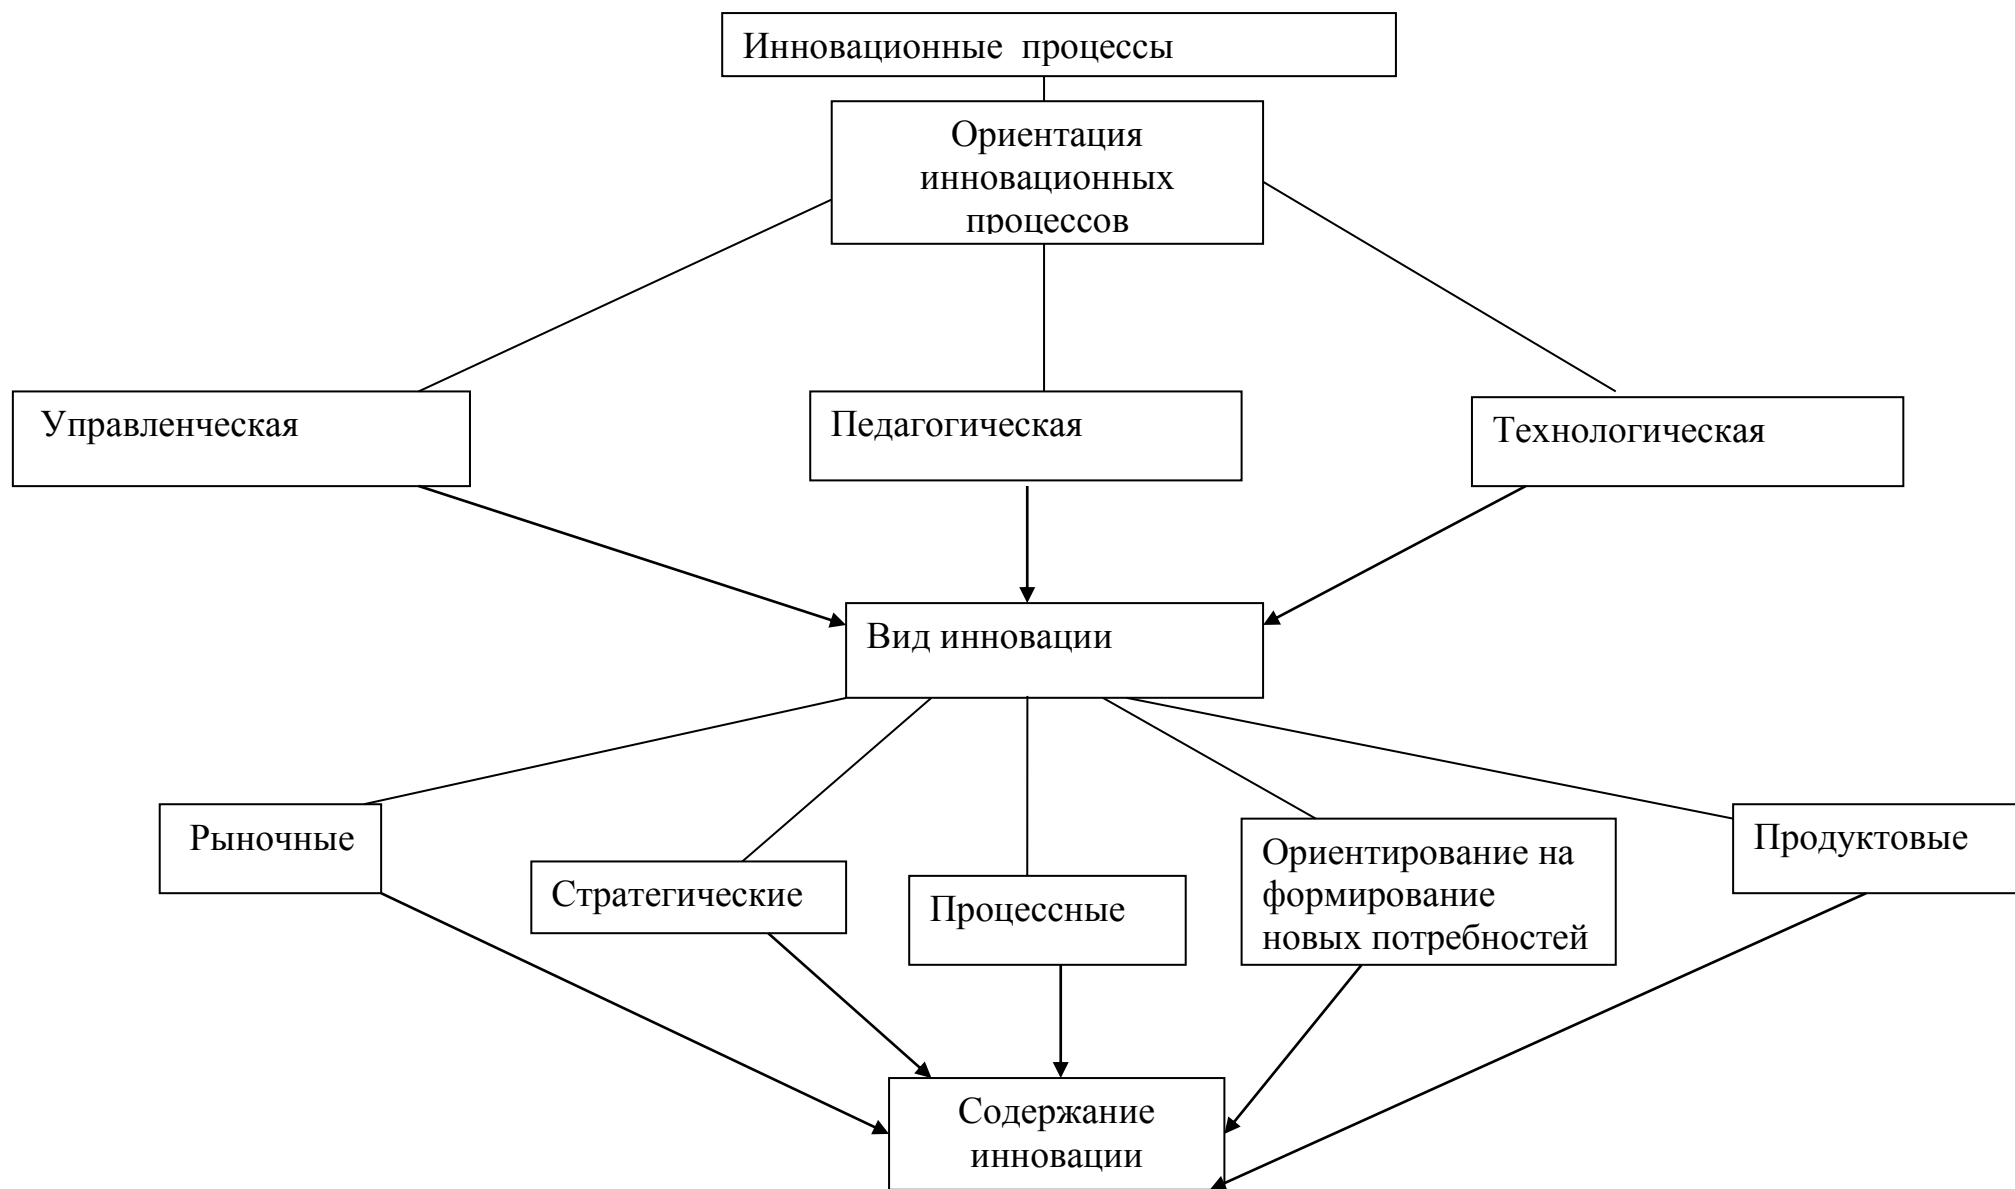 Инновационные процессы
Ориентация
инновационных
процессов
Управленческая
Педагогическая
Технологическая
Вид инновации
Рыночные
Стратегические
Процессные
Ориентирование на
формирование
новых потребностей
Продуктовые
Содержание
инновации